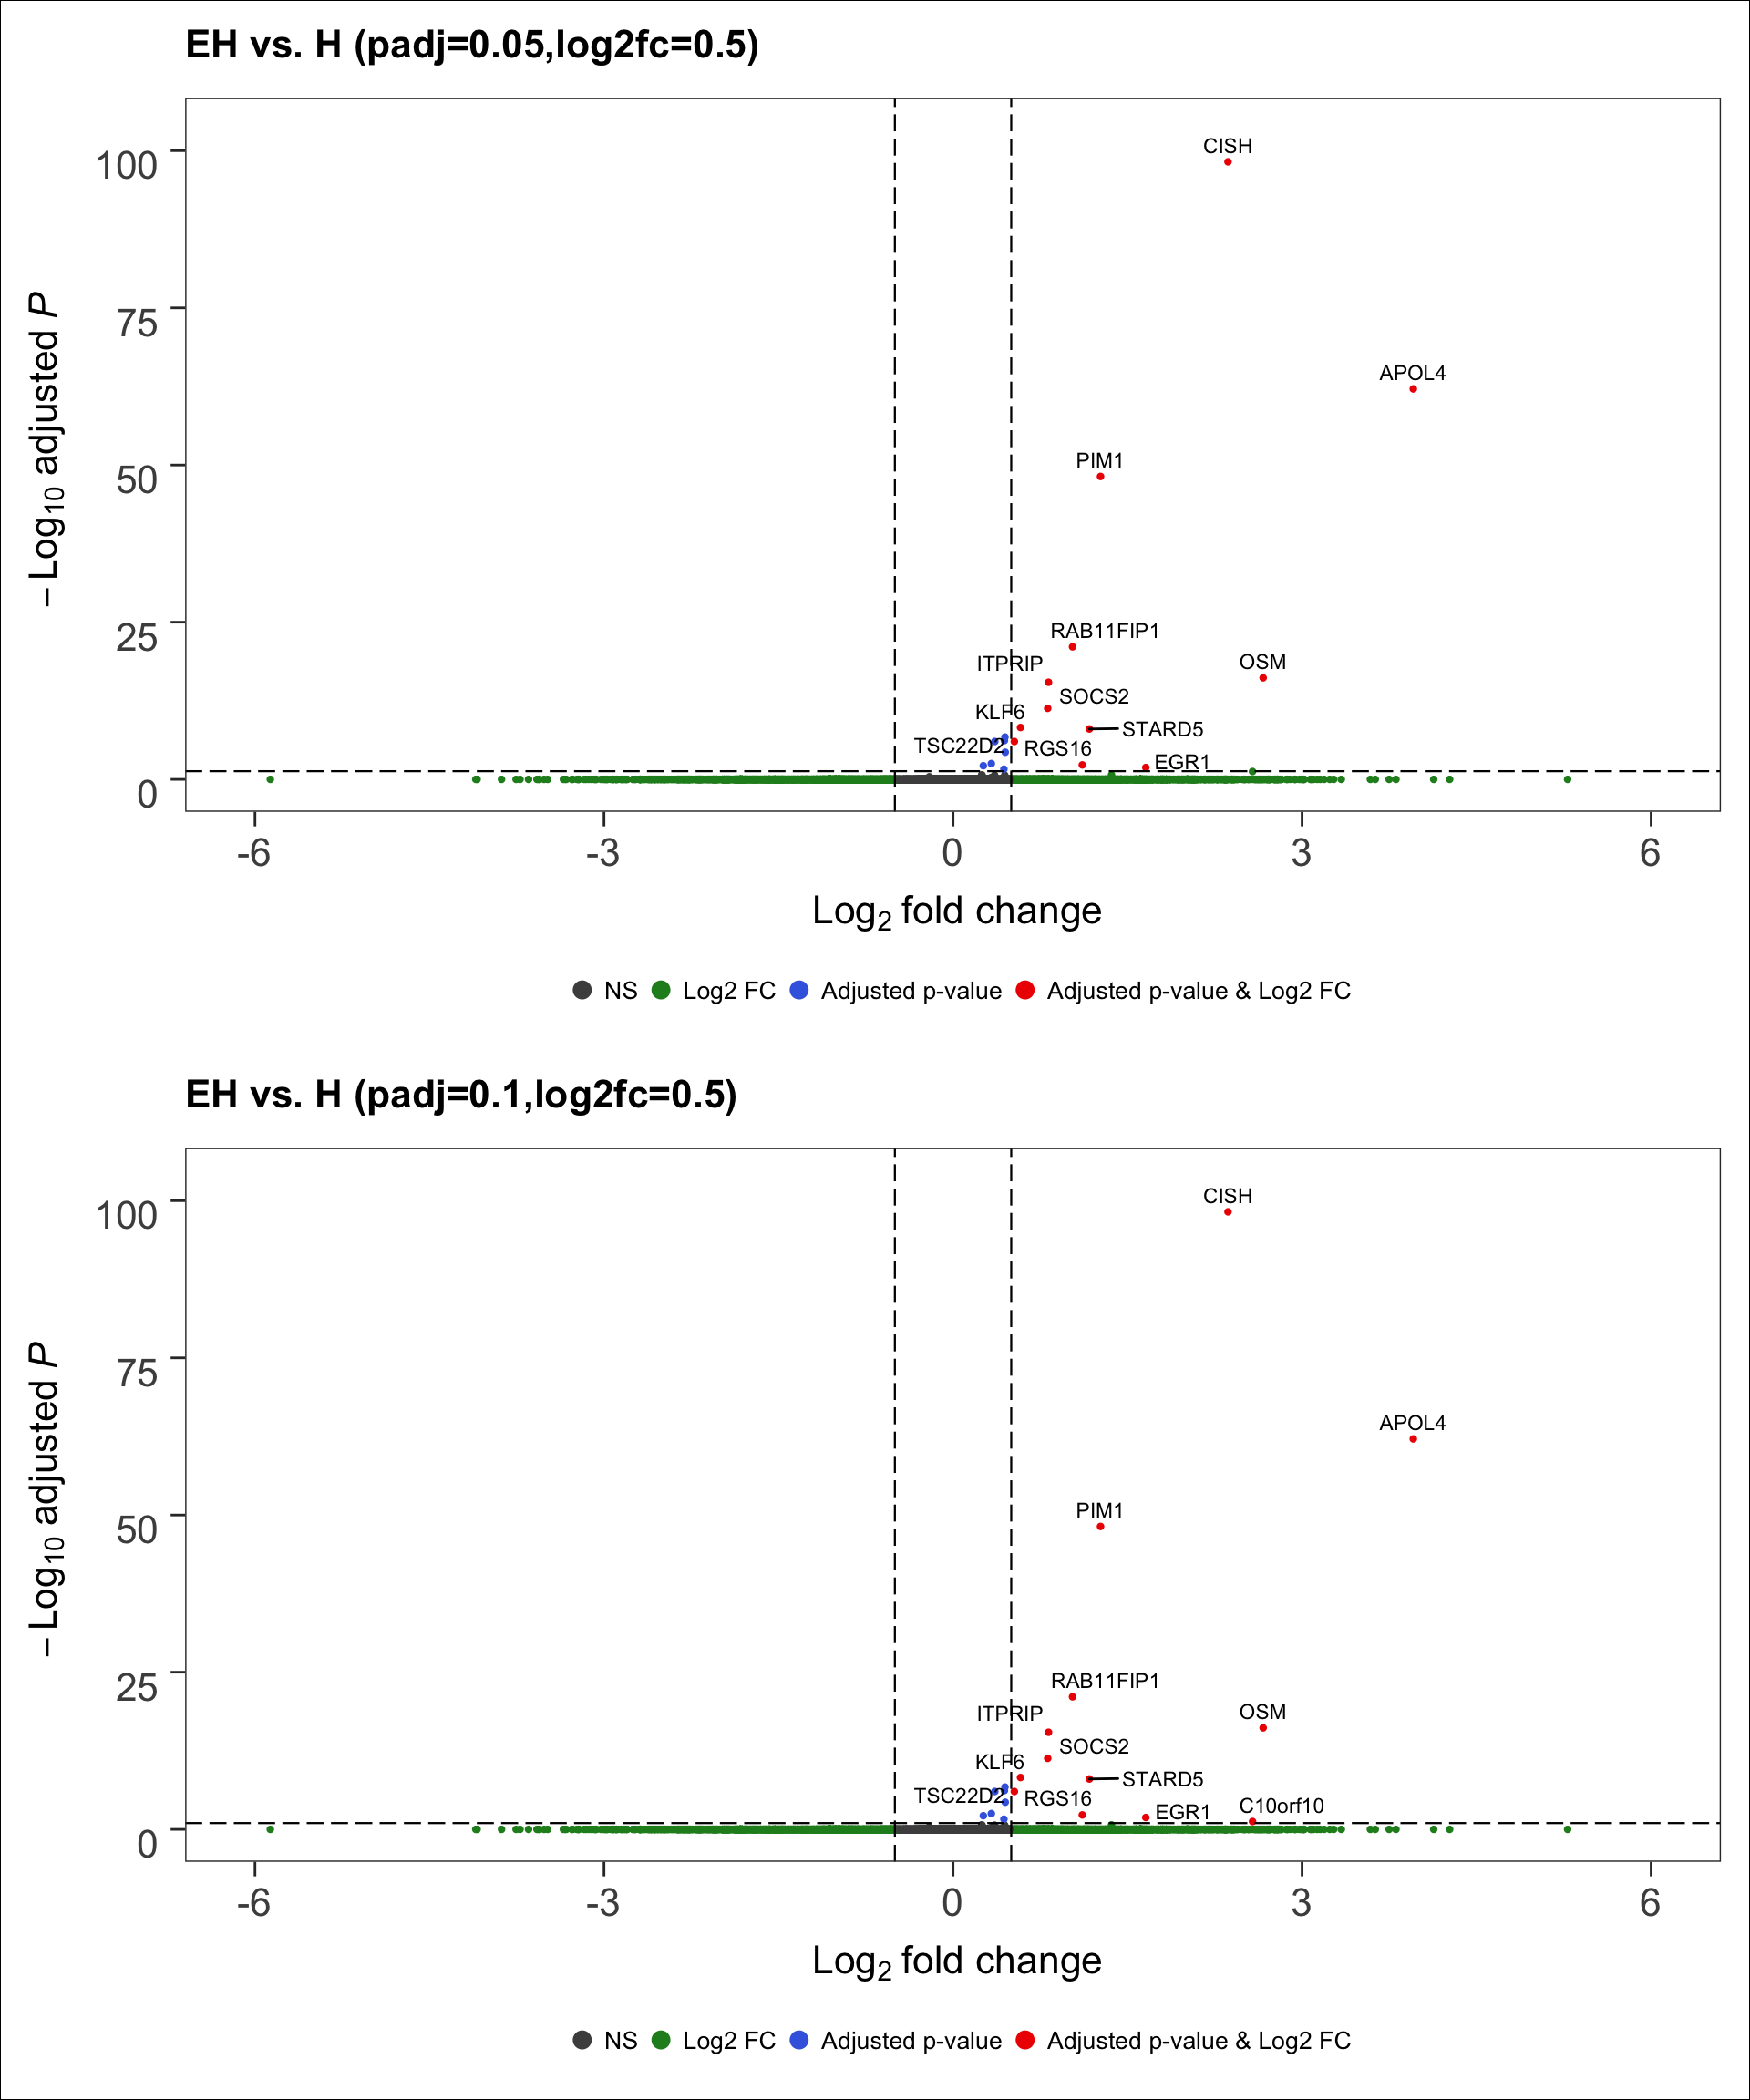 EH vs. H (padj=0.05,log2fc=0.5)
CISH
100
APOL4
75
PIM1
50
– Log10 adjusted P
RAB11FIP1
25
ITPRIP
OSM
SOCS2
KLF6
STARD5
TSC22D2
RGS16
EGR1
0
-6 -3 0 3 6
Log2 fold change
NS Log2 FC Adjusted p-value Adjusted p-value & Log2 FC
EH vs. H (padj=0.1,log2fc=0.5)
CISH
100
APOL4
75
PIM1
50
– Log10 adjusted P
RAB11FIP1
25
ITPRIP
OSM
SOCS2
KLF6
STARD5
TSC22D2
RGS16
C10orf10
EGR1
0
-6 -3 0 3 6
Log2 fold change
NS Log2 FC Adjusted p-value Adjusted p-value & Log2 FC